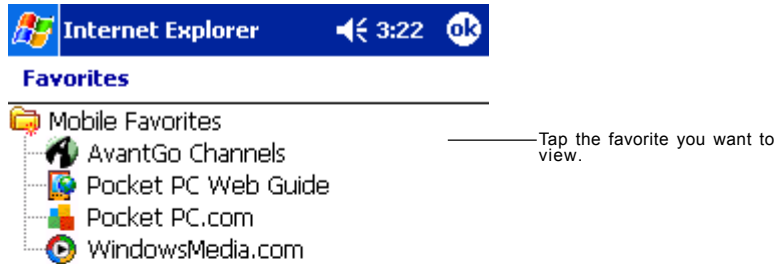 Internet Explorer 3:22 ok
Favorites
Mobile Favorites
AvantGo Channels
Pocket PC Web Guide
Pocket PC.com
WindowsMedia.com
Tap the favorite you want to
view.